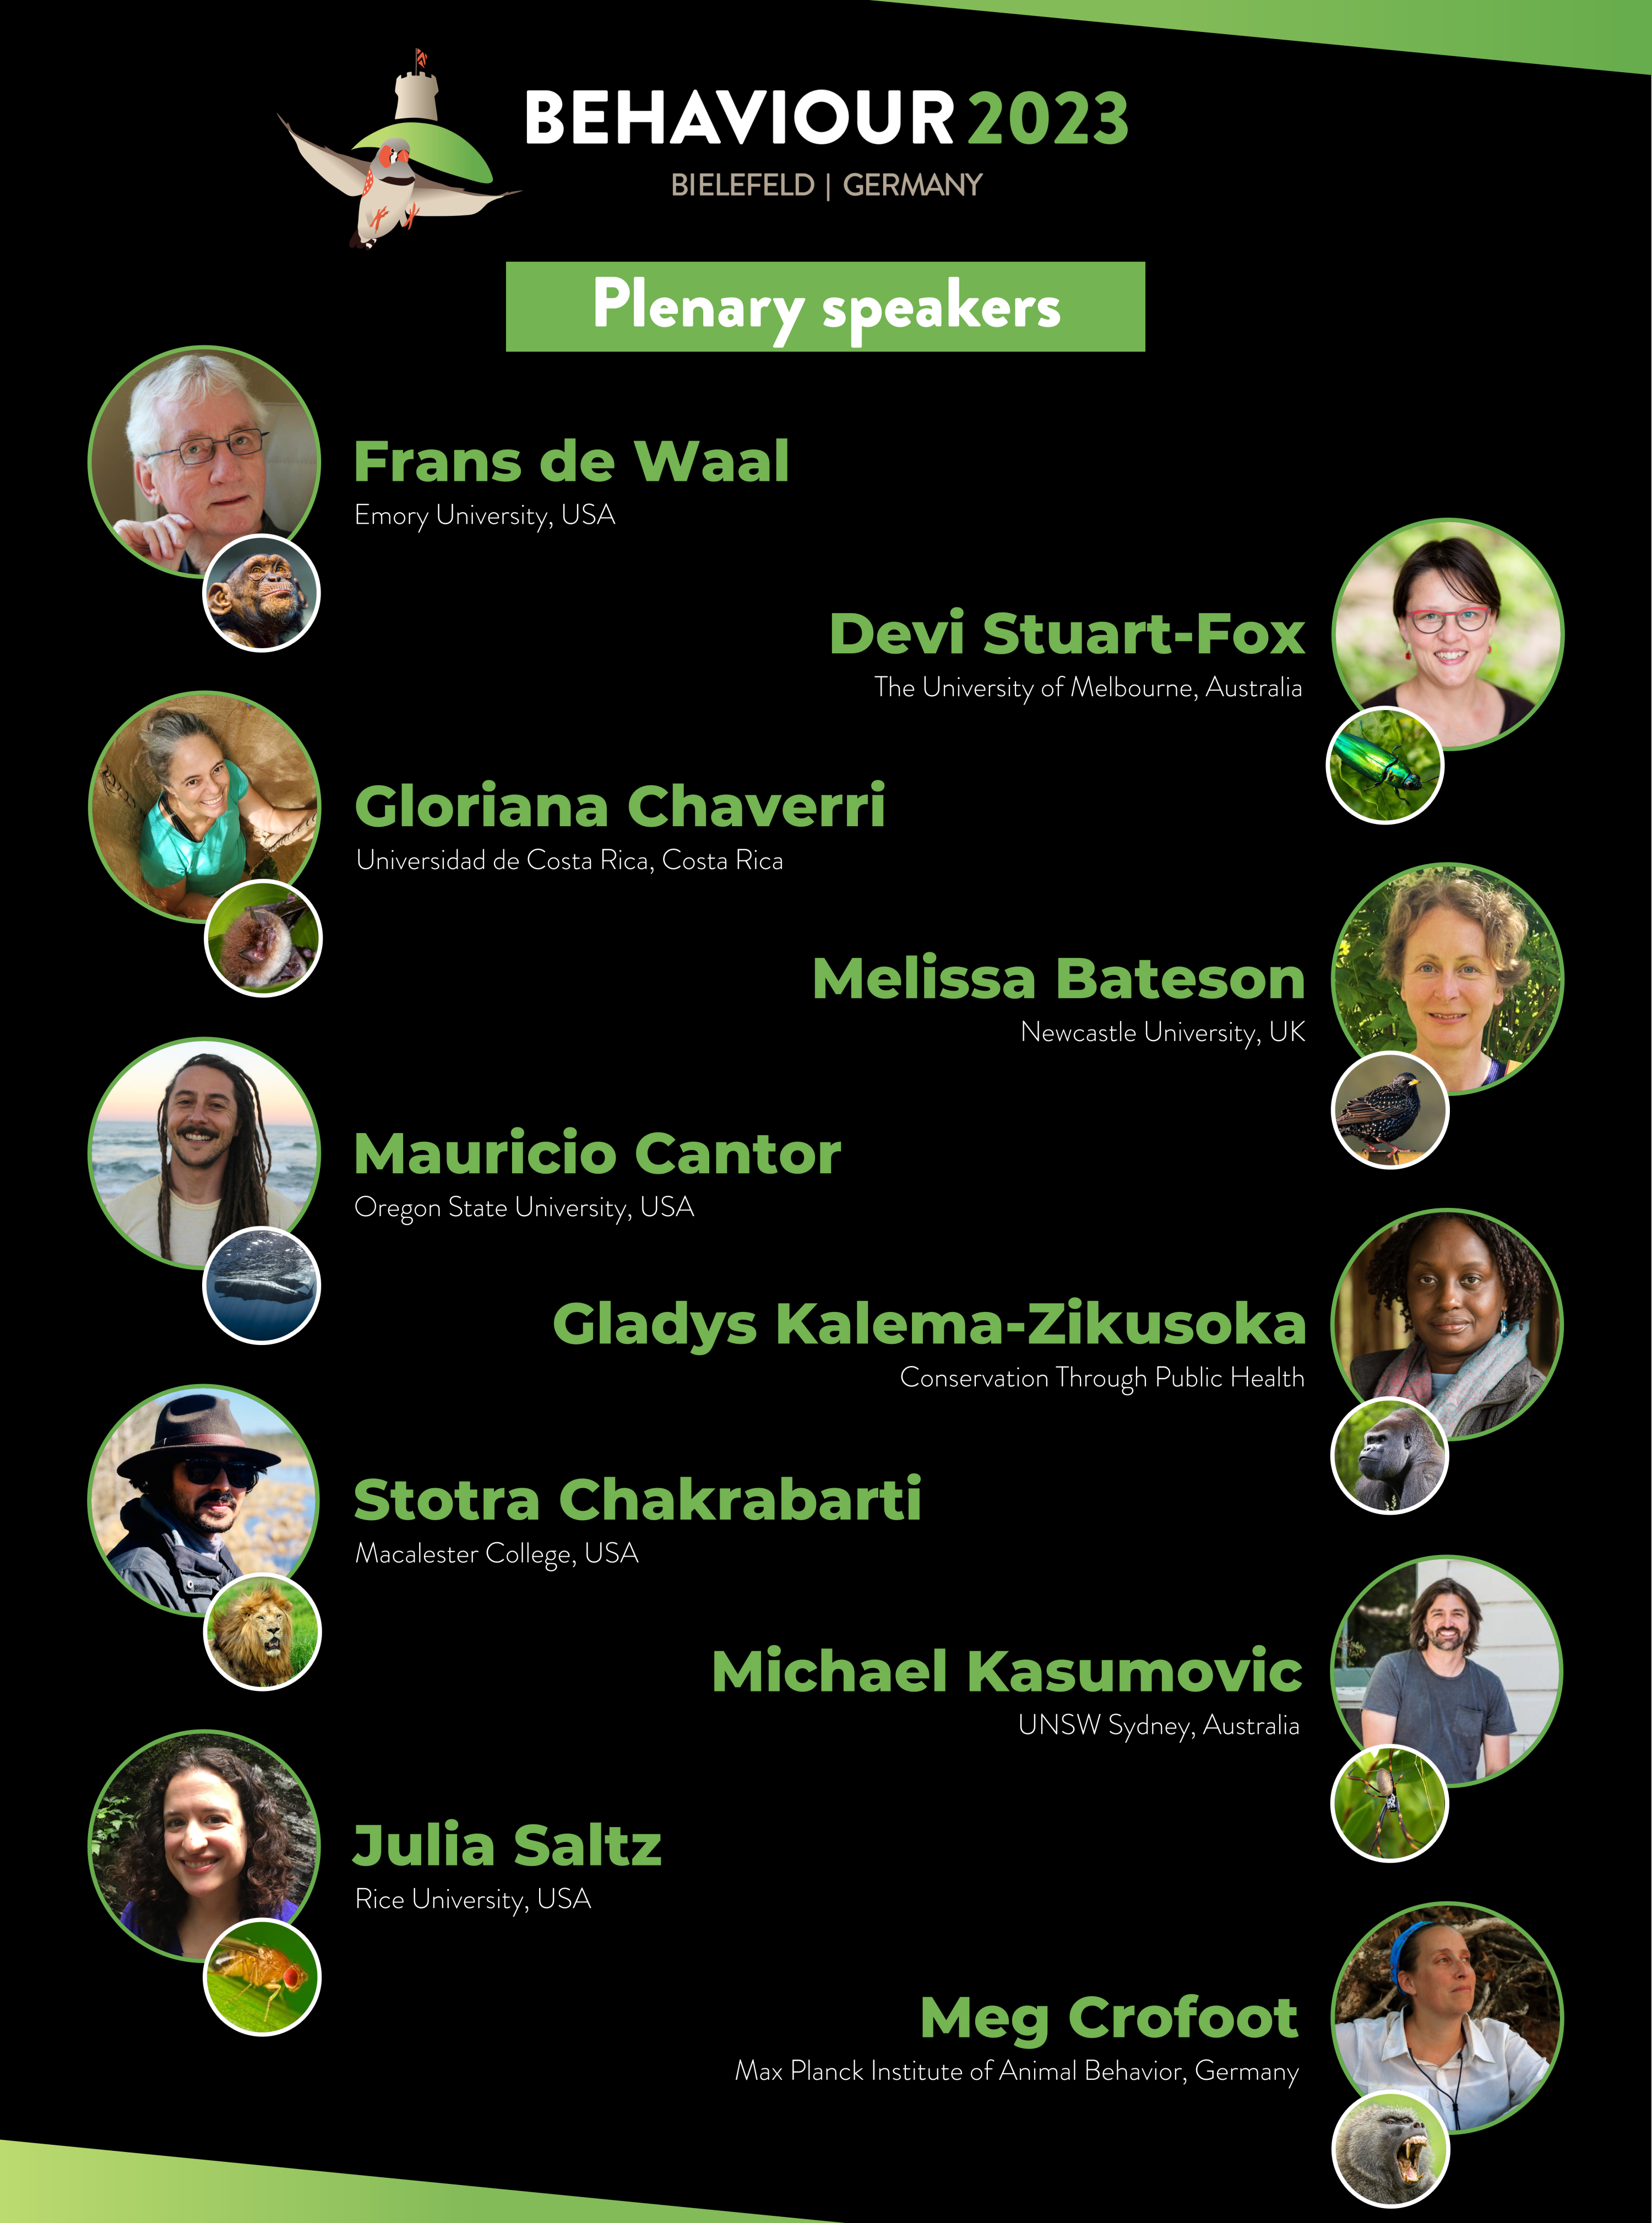 BEHAVIOUR 2023
BIELEFELD | GERMANY
Plenary speakers
Frans de Waal
Emory University, USA
Devi Stuart-Fox
The University of Melbourne, Australia
Gloriana Chaverri
Universidad de Costa Rica, Costa Rica
Melissa Bateson
Newcastle University, UK
Mauricio Cantor
Oregon State University, USA
Gladys Kalema-Zikusoka
Conservation Through Public Health
Stotra Chakrabarti
Macalester College, USA
Michael Kasumovic
UNSW Sydney, Australia
Julia Saltz
Rice University, USA
Meg Crofoot
Max Planck Institute of Animal Behavior, Germany